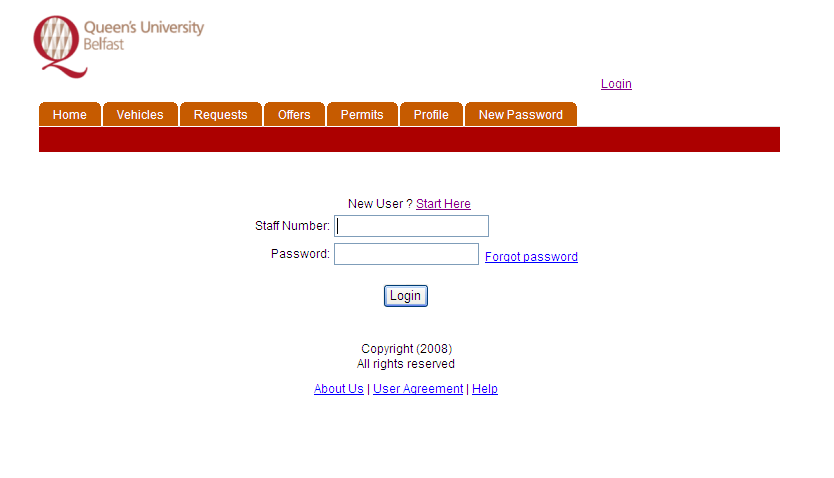 Queen's University
Belfast
Login
Home Vehicles Requests Offers Permits Profile New Password
New User ? Start Here
Staff Number:
Password: Forgot password
Login
Copyright (2008)
All rights reserved
About Us | User Agreement | Help